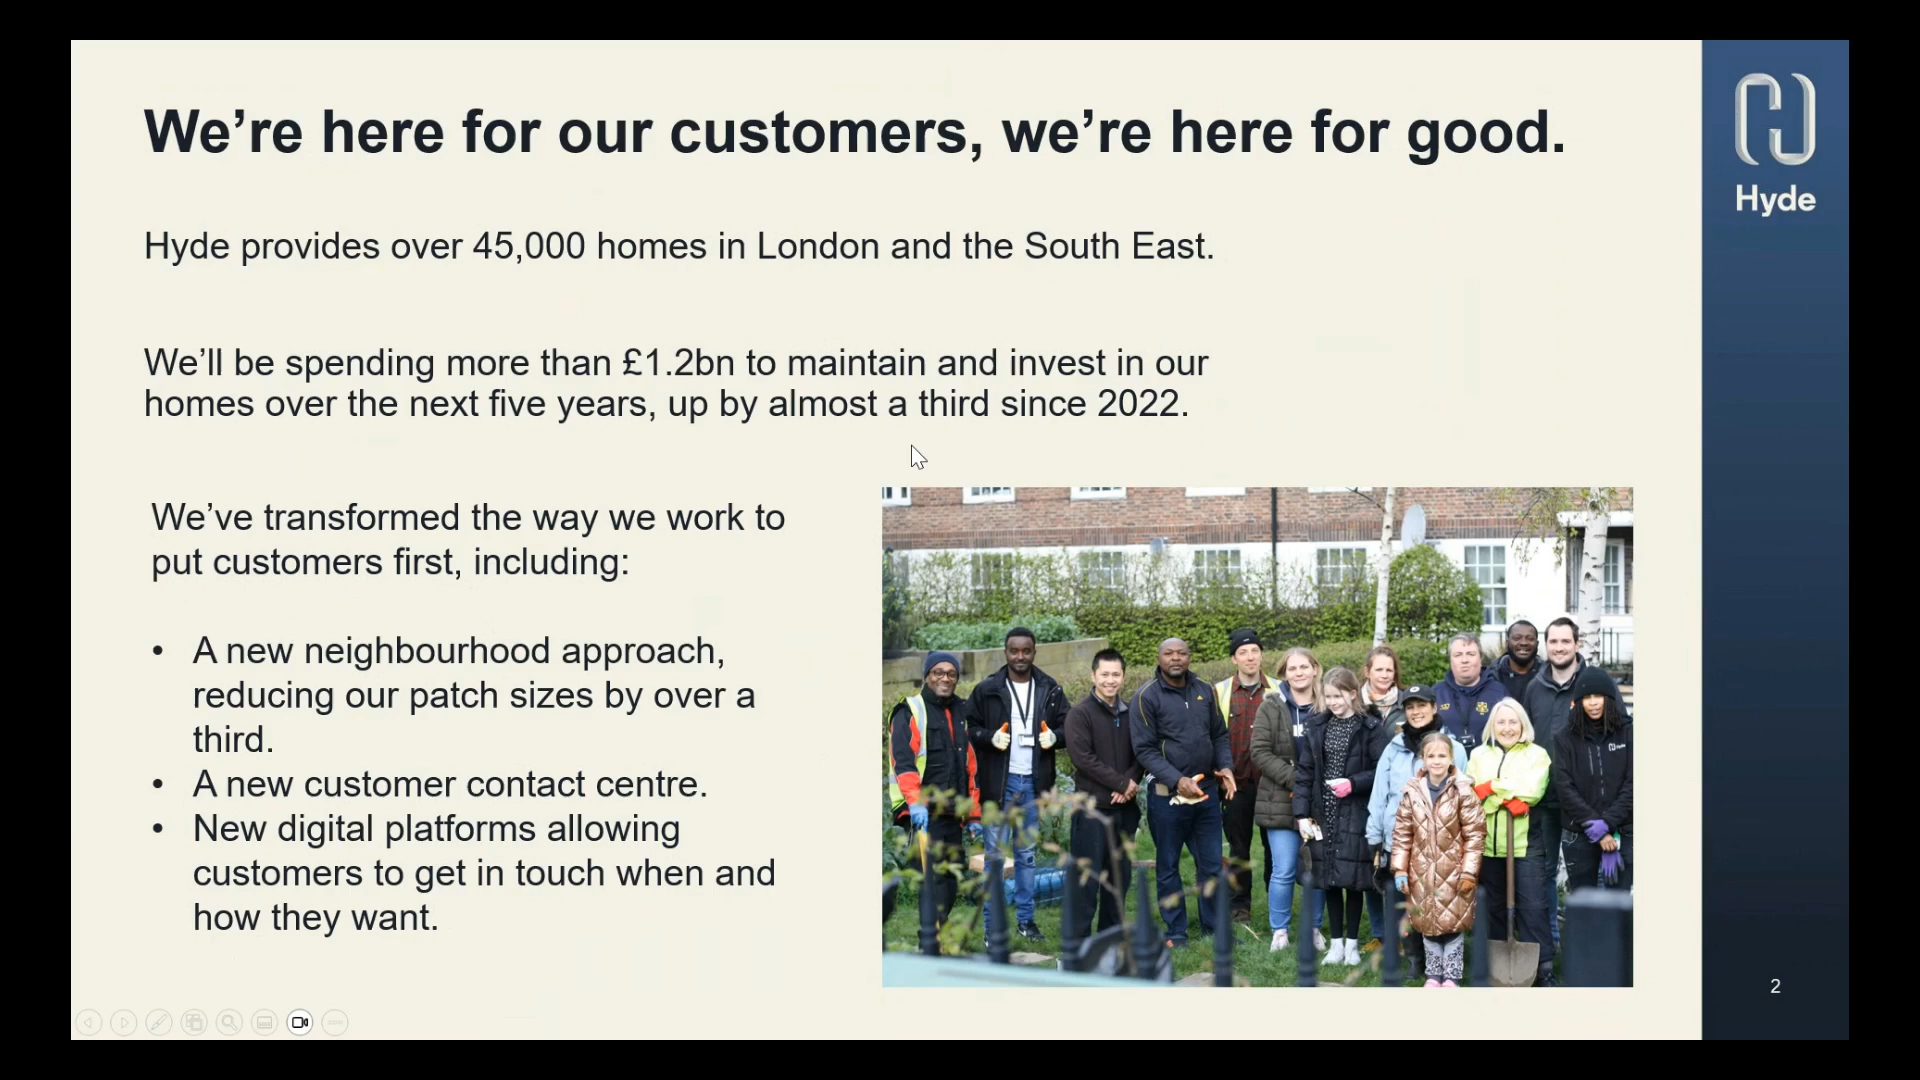 We’re here for our customers, we’re here for good.
Hyde
Hyde provides over 45,000 homes in London and the South East.
We’ll be spending more than £1.2bn to maintain and invest in our
homes over the next five years, up by almost a third since 2022.
We’ve transformed the way we work to
put customers first, including:
• A new neighbourhood approach,
reducing our patch sizes by over a
third.
• A new customer contact centre.
• New digital platforms allowing
customers to get in touch when and
how they want.
Hyde
2